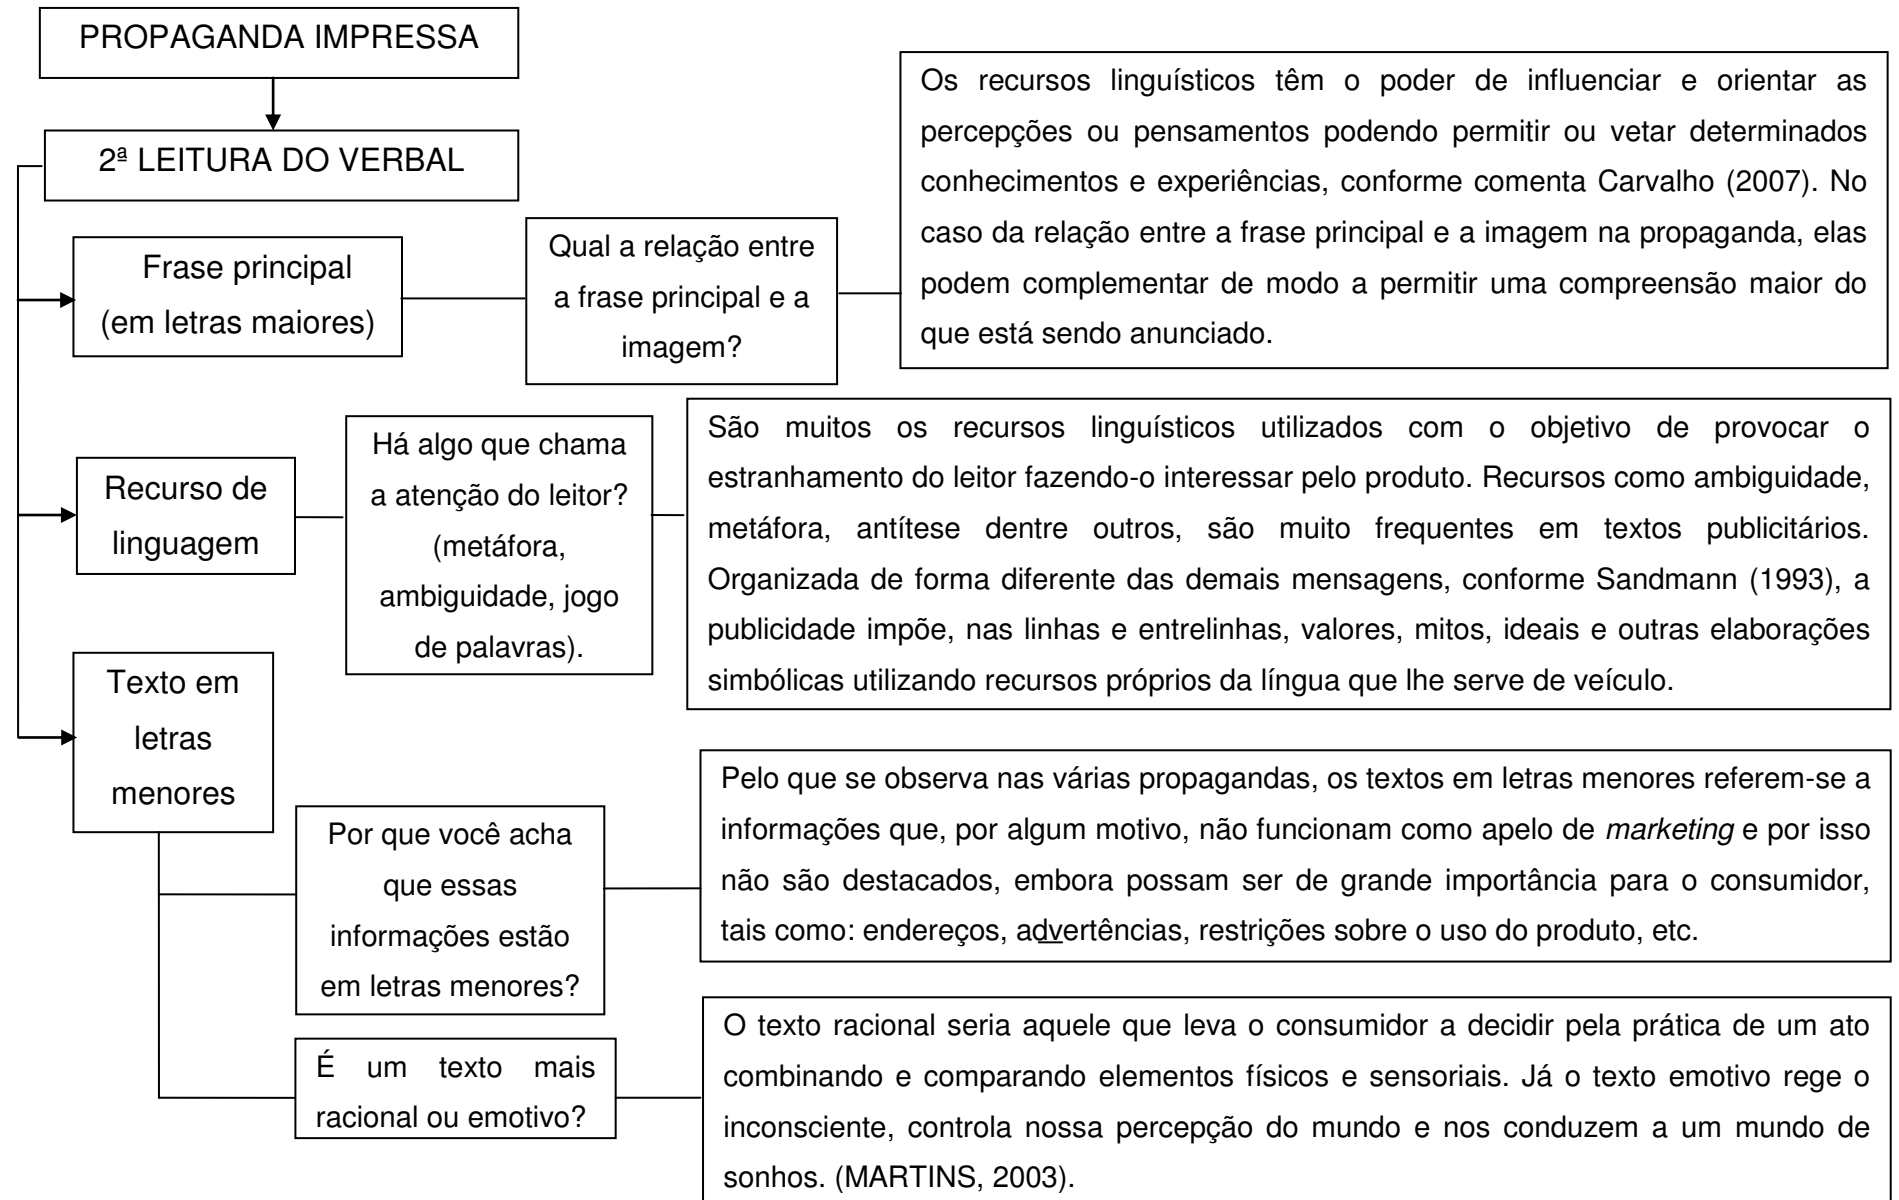 PROPAGANDA IMPRESSA
2ª LEITURA DO VERBAL
Frase principal
(em letras maiores)
Qual a relação entre
a frase principal e a
imagem?
Os recursos linguísticos têm o poder de influenciar e orientar as
percepções ou pensamentos podendo permitir ou vetar determinados
conhecimentos e experiências, conforme comenta Carvalho (2007). No
caso da relação entre a frase principal e a imagem na propaganda, elas
podem complementar de modo a permitir uma compreensão maior do
que está sendo anunciado.
Recurso de
linguagem
Há algo que chama
a atenção do leitor?
(metáfora,
ambiguidade, jogo
de palavras).
São muitos os recursos linguísticos utilizados com o objetivo de provocar o
estranhamento do leitor fazendo-o interessar pelo produto. Recursos como ambiguidade,
metáfora, antítese dentre outros, são muito frequentes em textos publicitários.
Organizada de forma diferente das demais mensagens, conforme Sandmann (1993), a
publicidade impõe, nas linhas e entrelinhas, valores, mitos, ideais e outras elaborações
simbólicas utilizando recursos próprios da língua que lhe serve de veículo.
Texto em
letras
menores
Por que você acha
que essas
informações estão
em letras menores?
Pelo que se observa nas várias propagandas, os textos em letras menores referem-se a
informações que, por algum motivo, não funcionam como apelo de marketing e por isso
não são destacados, embora possam ser de grande importância para o consumidor,
tais como: endereços, advertências, restrições sobre o uso do produto, etc.
É um texto mais
racional ou emotivo?
O texto racional seria aquele que leva o consumidor a decidir pela prática de um ato
combinando e comparando elementos físicos e sensoriais. Já o texto emotivo rege o
inconsciente, controla nossa percepção do mundo e nos conduzem a um mundo de
sonhos. (MARTINS, 2003).